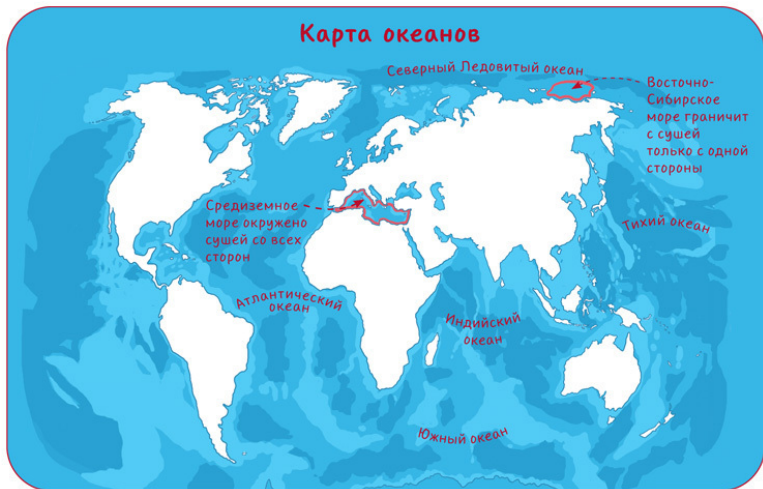 Карта океанов
Северный Ледовитый океан
Восточно-
Сибирское
море граничит
с сушей
только с одной
стороны
Средиземное
море окружено
сушей со всех
сторон
Тихий океан
Атлантический
океан
Индийский
океан
Южный океан